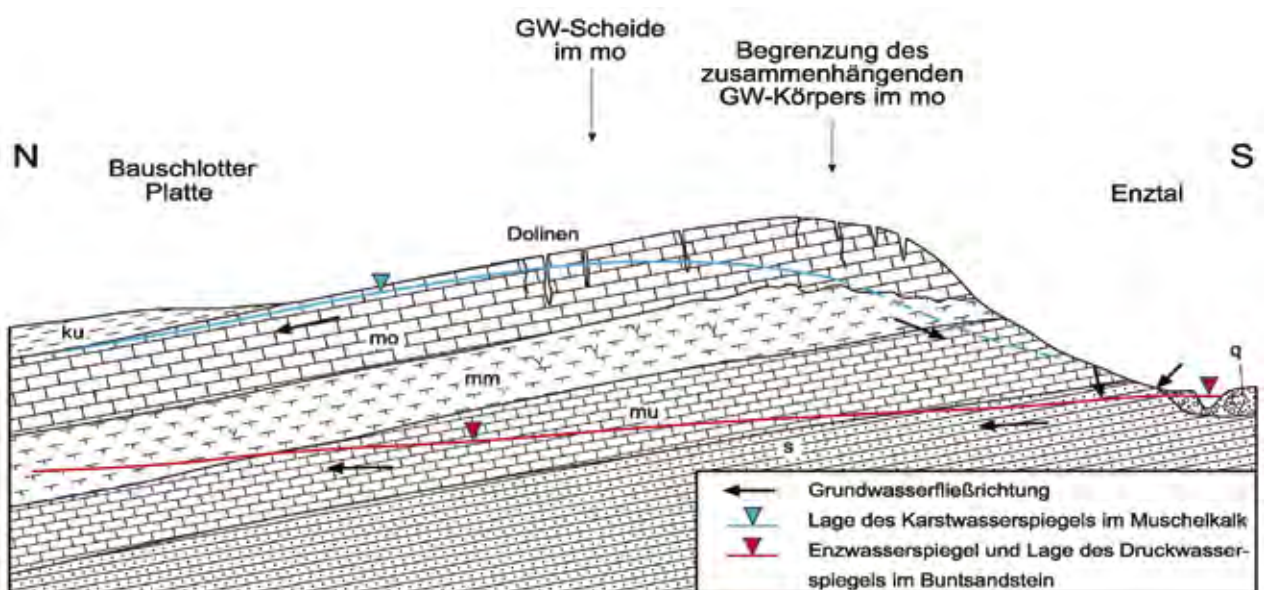 GW-Scheide
im mo
Begrenzung des
zusammenhängenden
GW-Körpers im mo
N
S
Bauschlotter
Platte
Enztal
Dolinen
ku
mo
mm
mu
s
q
Grundwasserfließrichtung
Lage des Karstwasserspiegels im Muschelkalk
Enzwasserspiegel und Lage des Druckwasser-
spiegels im Buntsandstein